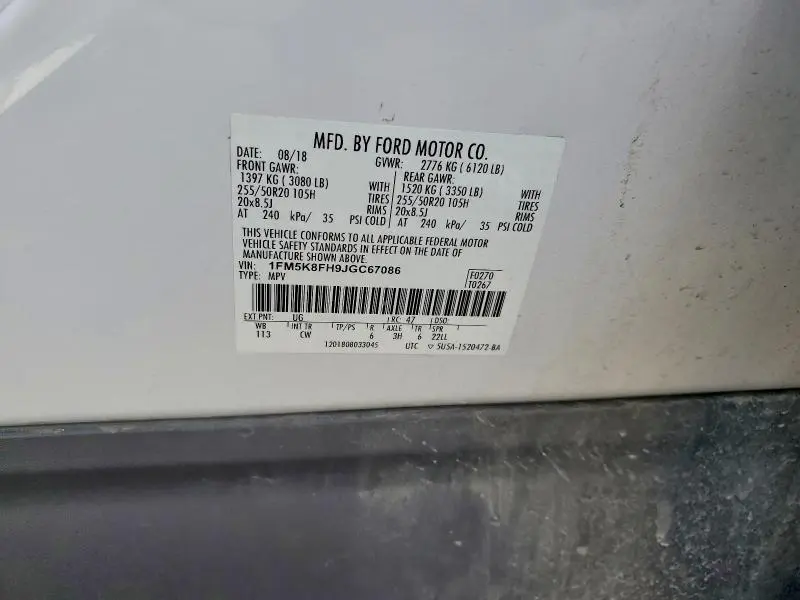 MFD. BY FORD MOTOR CO.
DATE: 08/18 GVWR: 2776 KG ( 6120 LB)
FRONT GAWR: REAR GAWR:
1397 KG ( 3080 LB) WITH 1520 KG ( 3350 LB) WITH
255/50R20 105H TIRES 255/50R20 105H TIRES
20x8.5J RIMS 20x8.5J RIMS
AT 240 kPa/ 35 PSI COLD AT 240 kPa/ 35 PSI COLD
THIS VEHICLE CONFORMS TO ALL APPLICABLE FEDERAL MOTOR
VEHICLE SAFETY STANDARDS IN EFFECT ON THE DATE OF
MANUFACTURE SHOWN ABOVE.
VIN: 1FM5K8FH9JGC67086 F0270
TYPE: MPV T0267
EXT PNT: UG RC: 47 DSO:
WB INT TR TP/PS R AXLE TR SPR
113 CW 6 3H 6 22LL
1201808033045 UTC ▽ 5U5A-1520472-BA